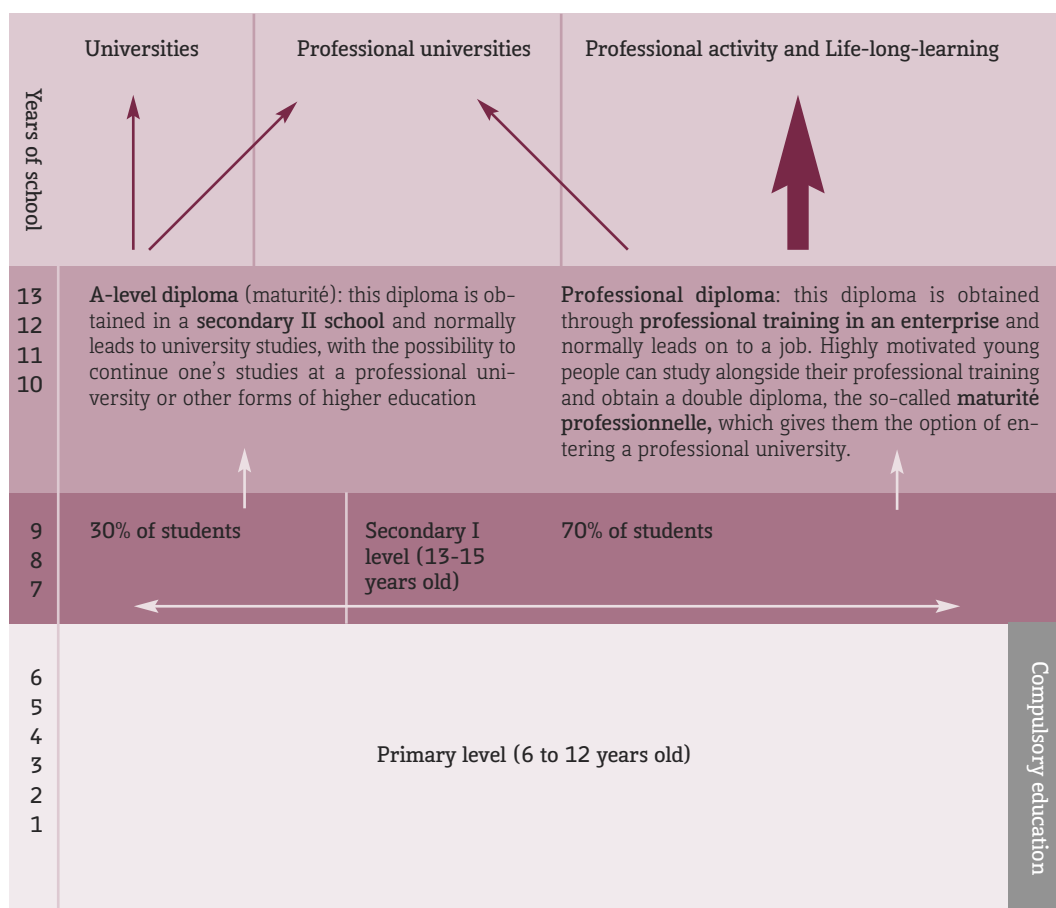 Universities
Professional universities
Professional activity and Life-long-learning
Years of school
13
12
11
10
A-level diploma (maturité): this diploma is ob-
tained in a secondary II school and normally
leads to university studies, with the possibility to
continue one's studies at a professional uni-
versity or other forms of higher education
Professional diploma: this diploma is obtained
through professional training in an enterprise and
normally leads on to a job. Highly motivated young
people can study alongside their professional training
and obtain a double diploma, the so-called maturité
professionnelle, which gives them the option of en-
tering a professional university.
9
8
7
30% of students
Secondary I
level (13-15
years old)
70% of students
6
5
4
3
2
1
Primary level (6 to 12 years old)
Compulsory education